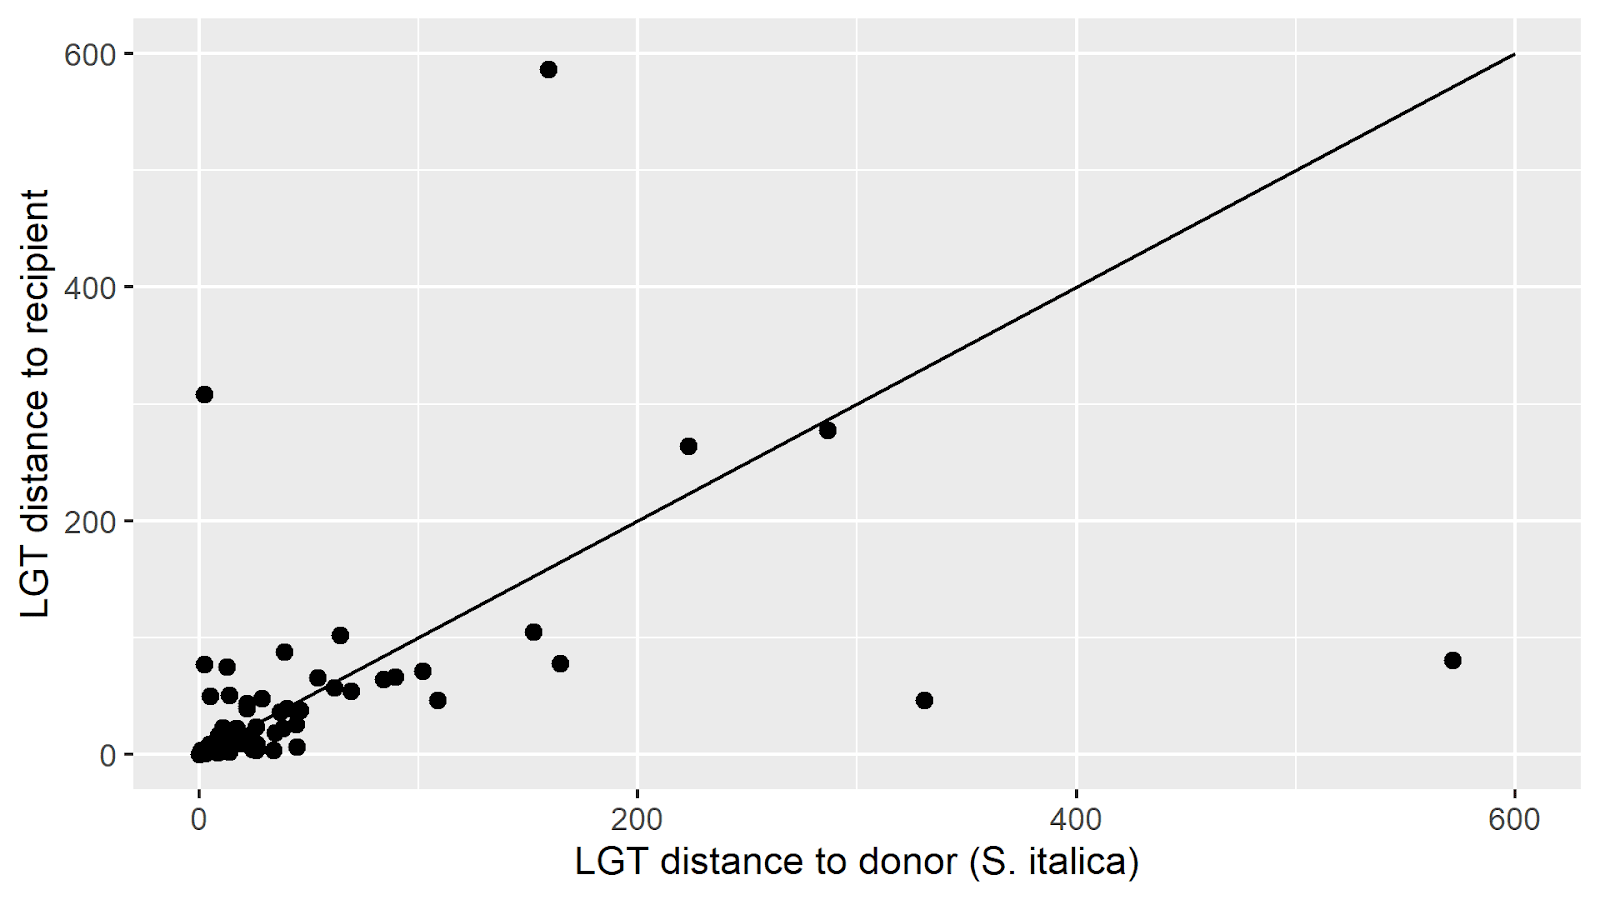 LGT distance to recipient
600
400
200
0
0 200 400 600
LGT distance to donor (S. italica)